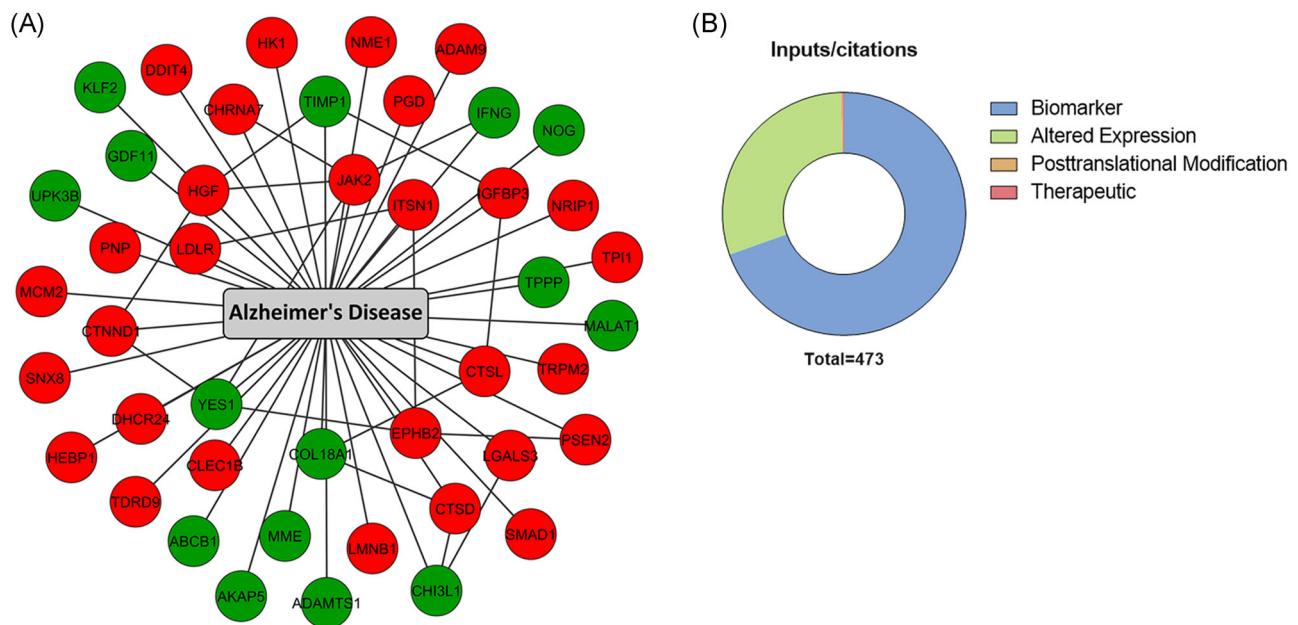 (A)
HK1
NME1
ADAM9
DDIT4
KLF2
CHRNA7
TIMP1
PGD
IFNG
NOG
GDF11
UPK3B
HGF
JAK2
ITSN1
IGFBP3
NRIP1
PNP
LDLR
TPI1
TPPP
MCM2
CTNND1
Alzheimer's Disease
MALAT1
SNX8
CTSL
TRPM2
DHCR24
YES1
EPHB2
PSEN2
HEBP1
CLEC1B
COL18A1
LGALS3
TDRD9
CTSD
SMAD1
ABCB1
MME
LMNB1
AKAP5
ADAMTS1
CHI3L1
(B)
Inputs/citations
Biomarker
Altered Expression
Posttranslational Modification
Therapeutic
Total=473